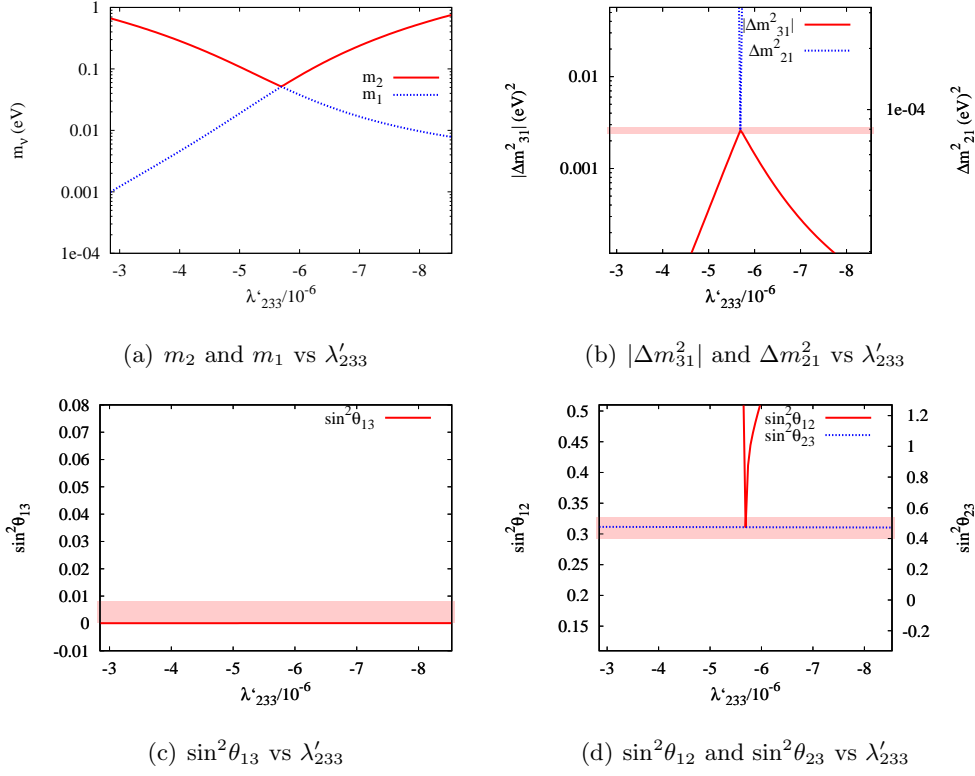 1
0.1
0.01
0.001
1e-04
m_ν (eV)
m_2
m_1
-3 -4 -5 -6 -7 -8
λ‘_233/10^-6
(a) m_2 and m_1 vs λ′_233
0.01
0.001
|Δm^2_31| (eV)^2
|Δm^2_31|
Δm^2_21
1e-04
Δm^2_21 (eV)^2
-3 -4 -5 -6 -7 -8
λ‘_233/10^-6
(b) |Δm^2_31| and Δm^2_21 vs λ′_233
0.08
0.07
0.06
0.05
0.04
0.03
0.02
0.01
0
-0.01
sin^2θ_13
sin^2θ_13
-3 -4 -5 -6 -7 -8
λ‘_233/10^-6
(c) sin^2θ_13 vs λ′_233
0.5
0.45
0.4
0.35
0.3
0.25
0.2
0.15
sin^2θ_12
sin^2θ_12
sin^2θ_23
1.2
1
0.8
0.6
0.4
0.2
0
-0.2
sin^2θ_23
-3 -4 -5 -6 -7 -8
λ‘_233/10^-6
(d) sin^2θ_12 and sin^2θ_23 vs λ′_233